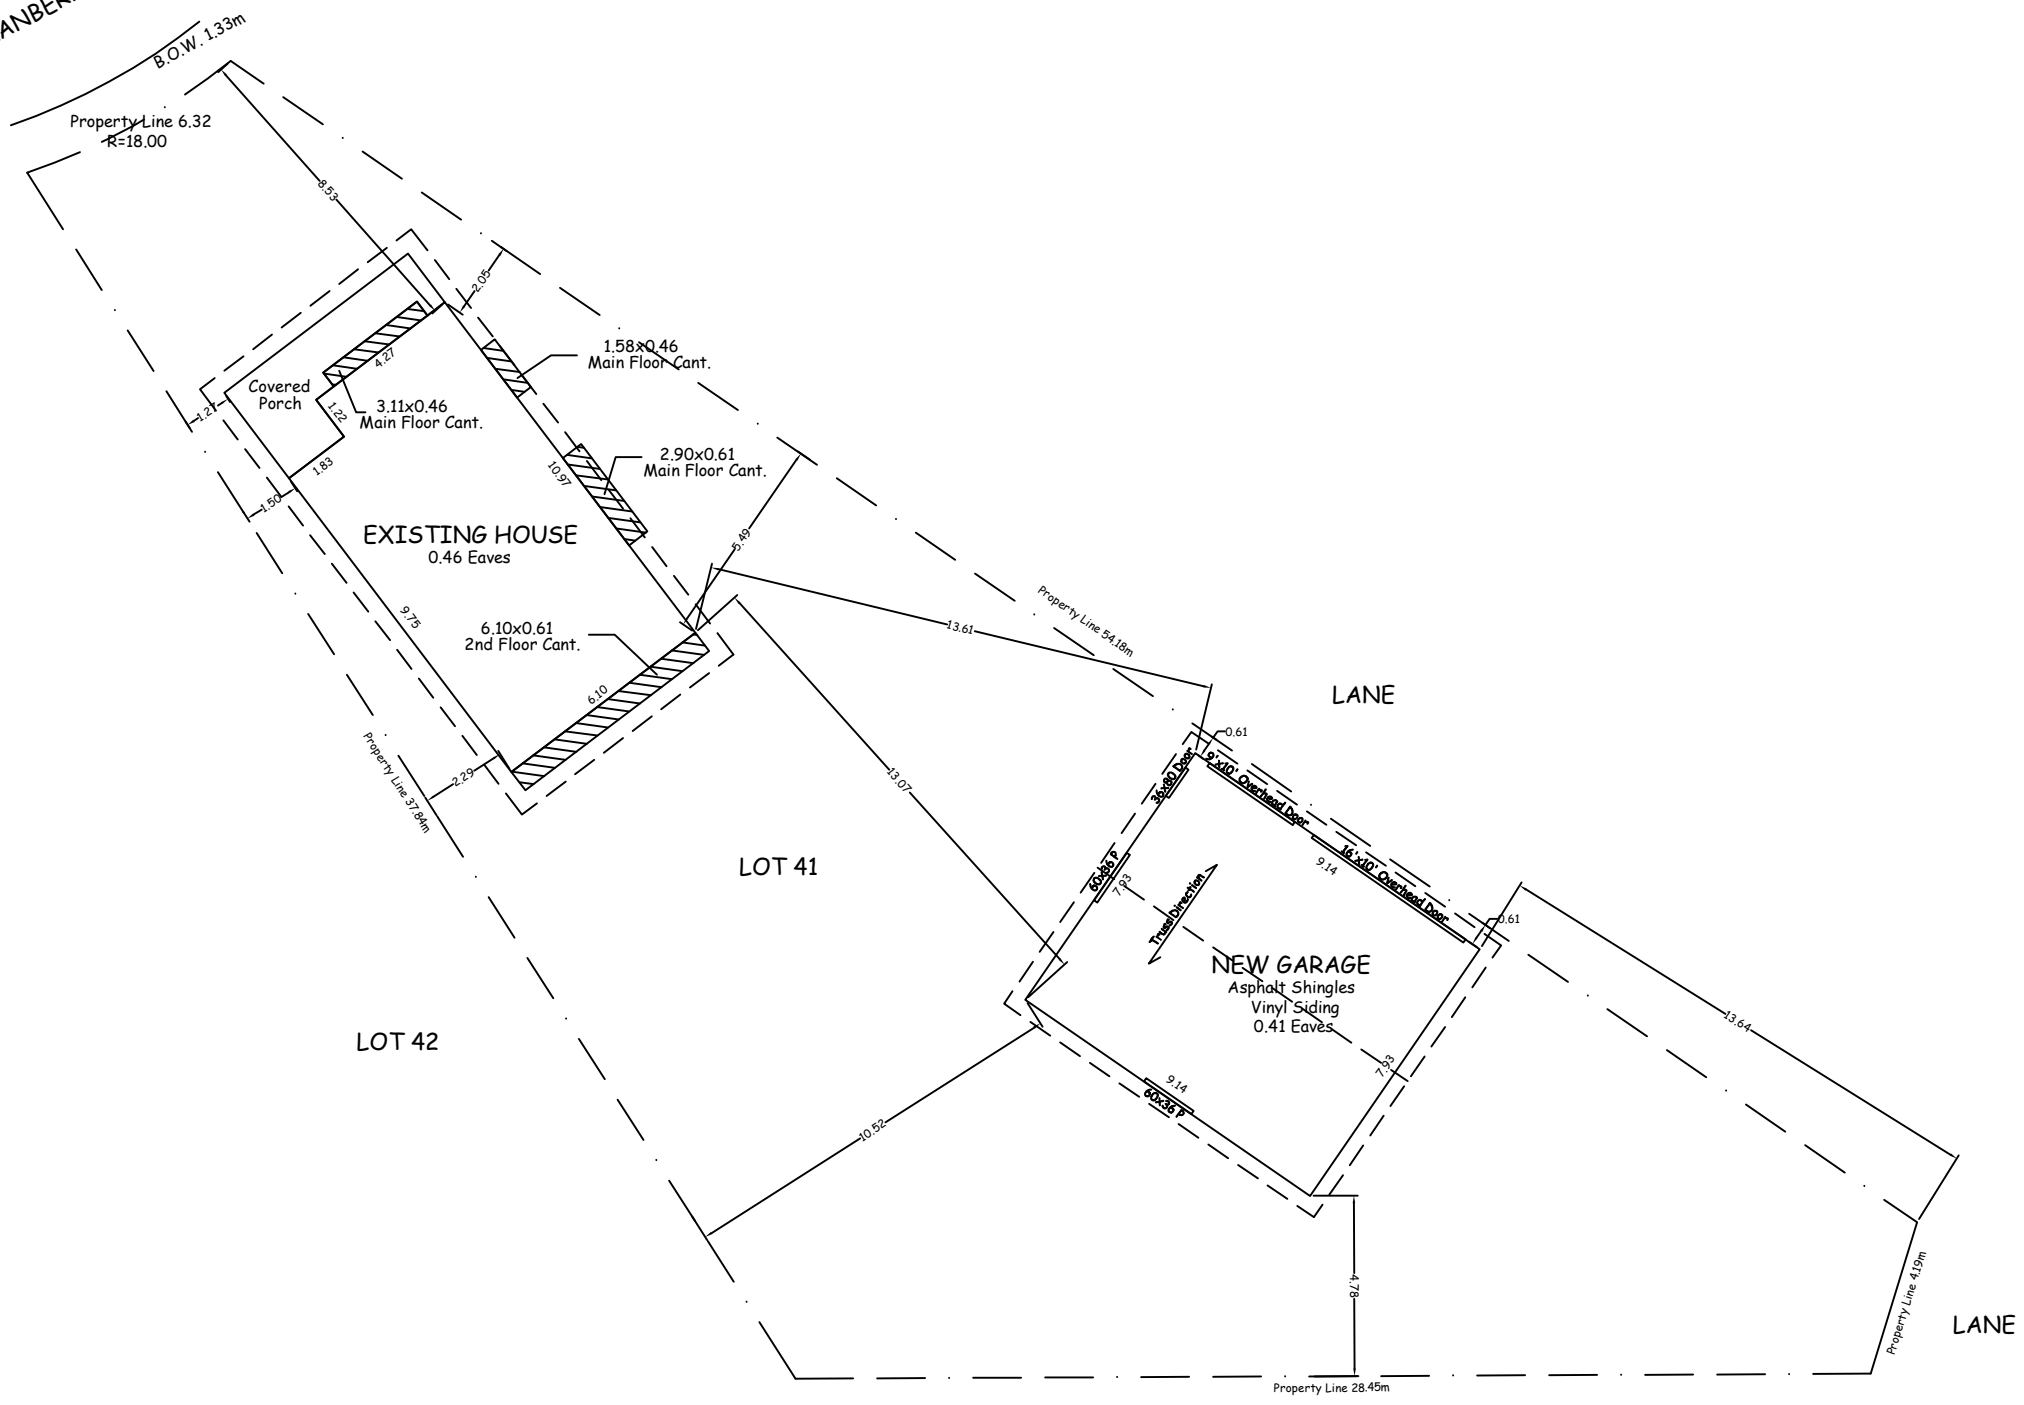 B.O.W. 1.33m
Property Line 6.32
R=18.00
8.53
2.05
1.58x0.46
Main Floor Cant.
4.27
Covered
Porch
1.27
1.22
3.11x0.46
Main Floor Cant.
1.83
2.90x0.61
Main Floor Cant.
10.97
1.50
EXISTING HOUSE
0.46 Eaves
5.49
9.75
6.10x0.61
2nd Floor Cant.
6.10
13.61
Property Line 54.18m
LANE
0.61
36x80 Door
9'x10' Overhead Door
2.29
Property Line 37.84m
13.07
LOT 41
60x36 P
7.93
16'x10' Overhead Door
9.14
Truss Direction
0.61
NEW GARAGE
Asphalt Shingles
Vinyl Siding
0.41 Eaves
13.64
LOT 42
7.93
9.14
60x36 P
10.52
4.78
Property Line 4.19m
LANE
Property Line 28.45m